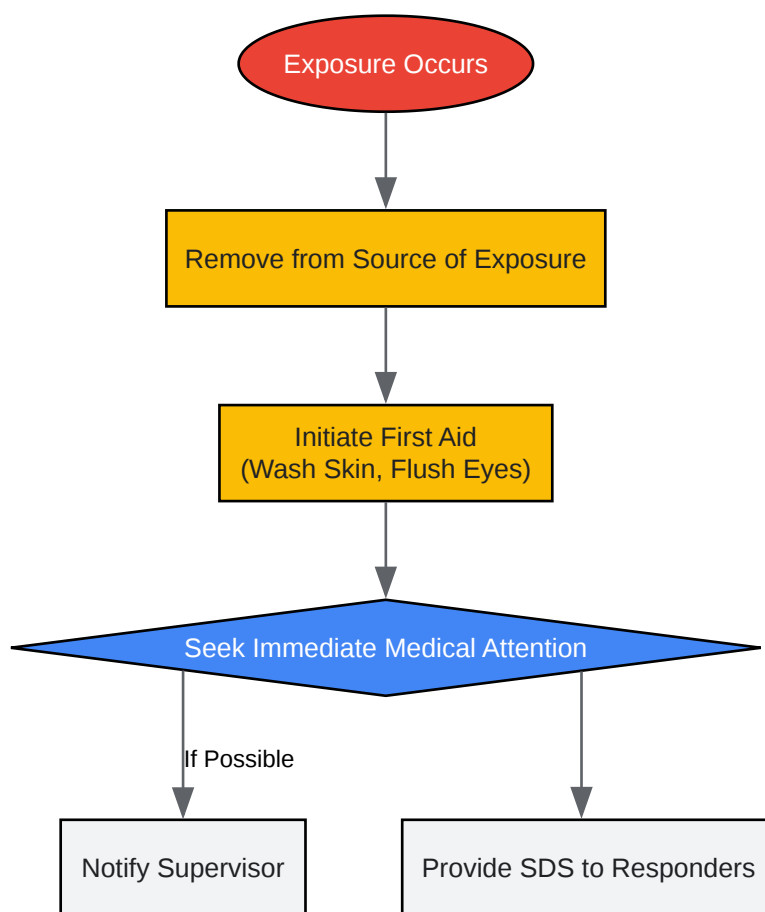 Exposure Occurs
Remove from Source of Exposure
Initiate First Aid
(Wash Skin, Flush Eyes)
Seek Immediate Medical Attention
If Possible
Notify Supervisor
Provide SDS to Responders